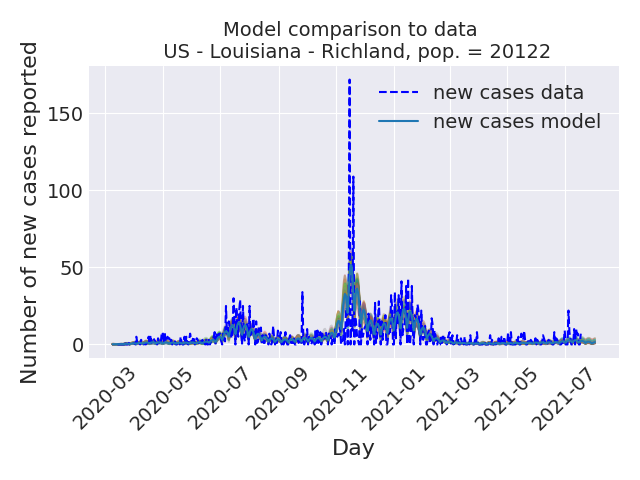 Model comparison to data
US - Louisiana - Richland, pop. = 20122
Number of new cases reported
150
100
50
0
new cases data
new cases model
2020-03
2020-05
2020-07
2020-09
2020-11
2021-01
2021-03
2021-05
2021-07
Day